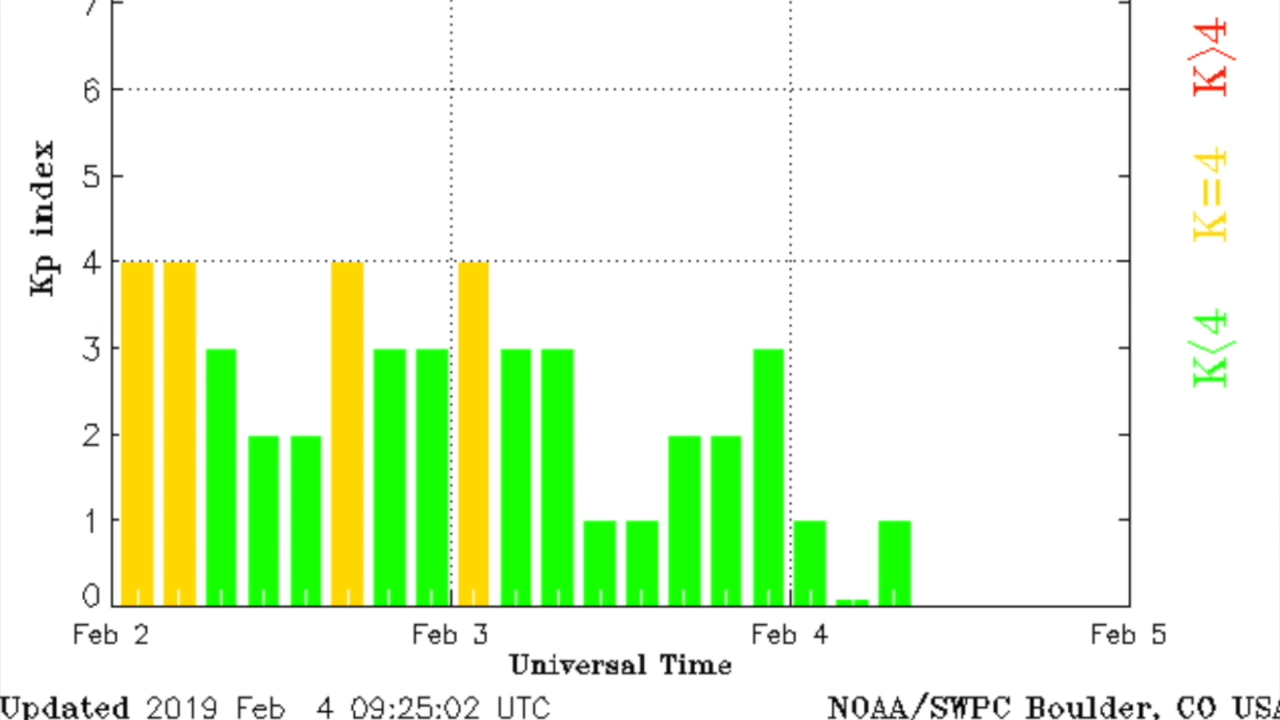 7
6
5
4
3
2
1
0
Kp index
Feb 2 Feb 3 Feb 4 Feb 5
Universal Time
Updated 2019 Feb 4 09:25:02 UTC
NOAA/SWPC Boulder, CO USA
K>4
K=4
K<4